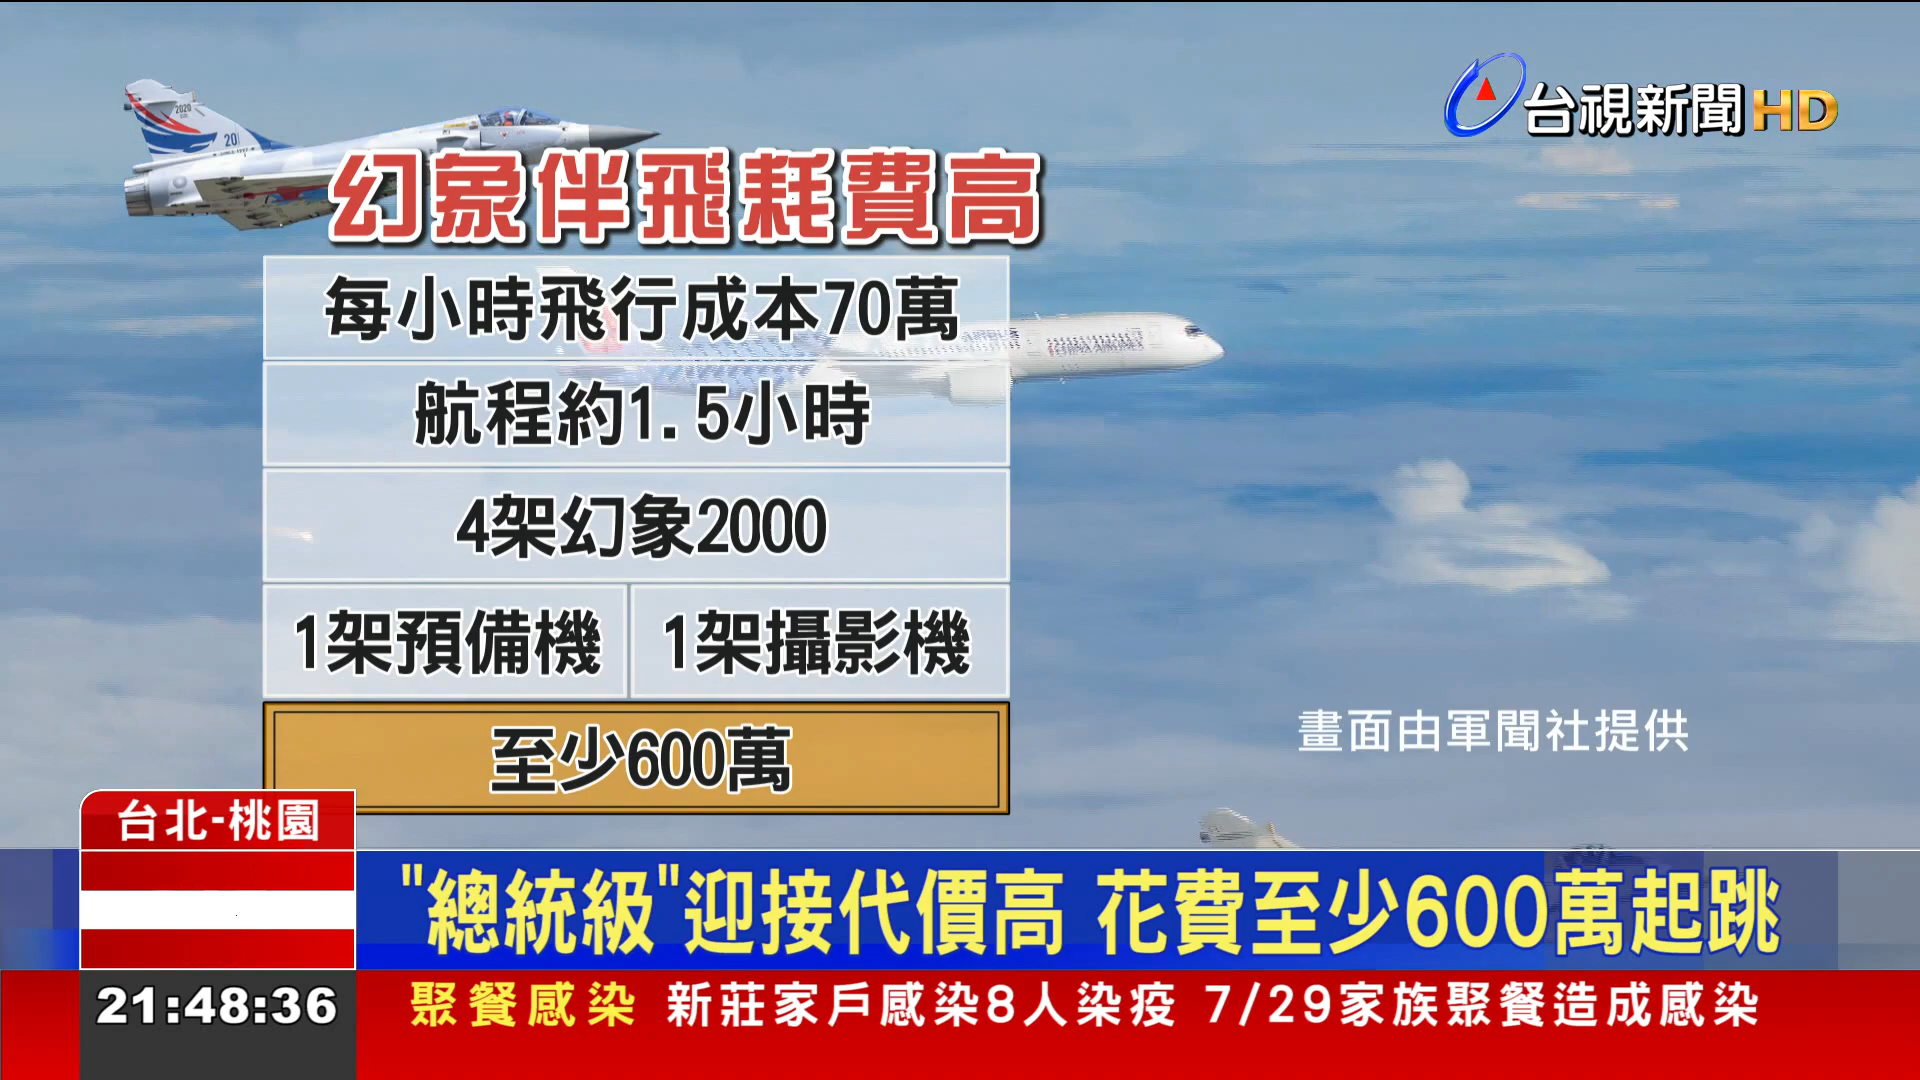 台視新聞HD
2020
幻象伴飛耗費高
每小時飛行成本70萬
CHINA AIRLINES
航程約1.5小時
4架幻象2000
1架預備機
1架攝影機
畫面由軍聞社提供
至少600萬
台北-桃園
"總統級"迎接代價高 花費至少600萬起跳
21:48:36
聚餐感染 新莊家戶感染8人染疫 7/29家族聚餐造成感染